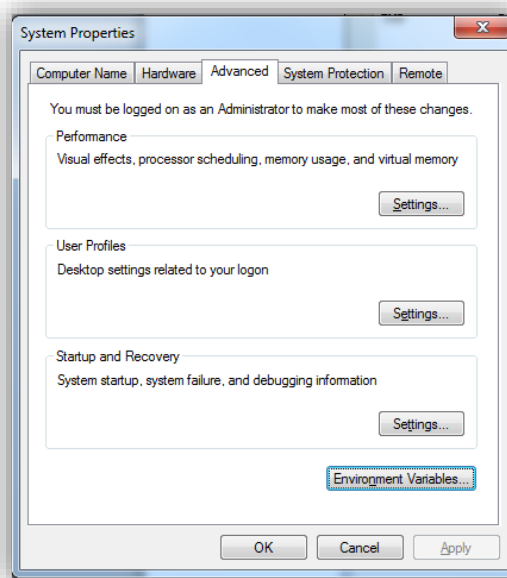 System Properties
Computer Name Hardware Advanced System Protection Remote
You must be logged on as an Administrator to make most of these changes.
Performance
Visual effects, processor scheduling, memory usage, and virtual memory
Settings...
User Profiles
Desktop settings related to your logon
Settings...
Startup and Recovery
System startup, system failure, and debugging information
Settings...
Environment Variables...
OK Cancel Apply